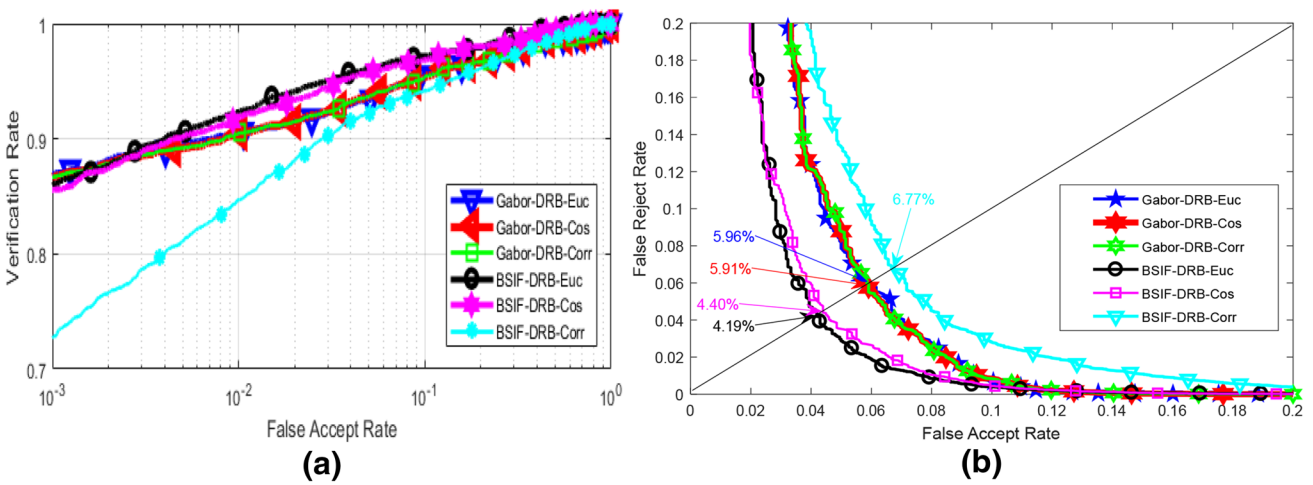 1
0.9
0.8
0.7
Verification Rate
10⁻³
10⁻²
10⁻¹
10⁰
False Accept Rate
Gabor-DRB-Euc
Gabor-DRB-Cos
Gabor-DRB-Corr
BSIF-DRB-Euc
BSIF-DRB-Cos
BSIF-DRB-Corr
(a)
0.2
0.18
0.16
0.14
0.12
0.1
0.08
0.06
0.04
0.02
0
False Reject Rate
6.77%
5.96%
5.91%
4.40%
4.19%
Gabor-DRB-Euc
Gabor-DRB-Cos
Gabor-DRB-Corr
BSIF-DRB-Euc
BSIF-DRB-Cos
BSIF-DRB-Corr
0
0.02
0.04
0.06
0.08
0.1
0.12
0.14
0.16
0.18
0.2
False Accept Rate
(b)